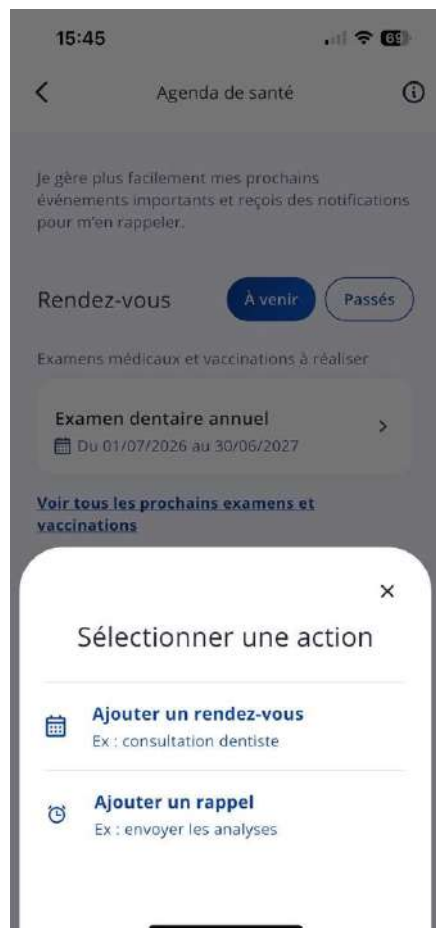 15:45
69
Agenda de santé
Je gère plus facilement mes prochains
événements importants et reçois des notifications
pour m'en rappeler.
Rendez-vous
À venir
Passés
Examens médicaux et vaccinations à réaliser
Examen dentaire annuel
Du 01/07/2026 au 30/06/2027
Voir tous les prochains examens et
vaccinations
Sélectionner une action
Ajouter un rendez-vous
Ex : consultation dentiste
Ajouter un rappel
Ex : envoyer les analyses